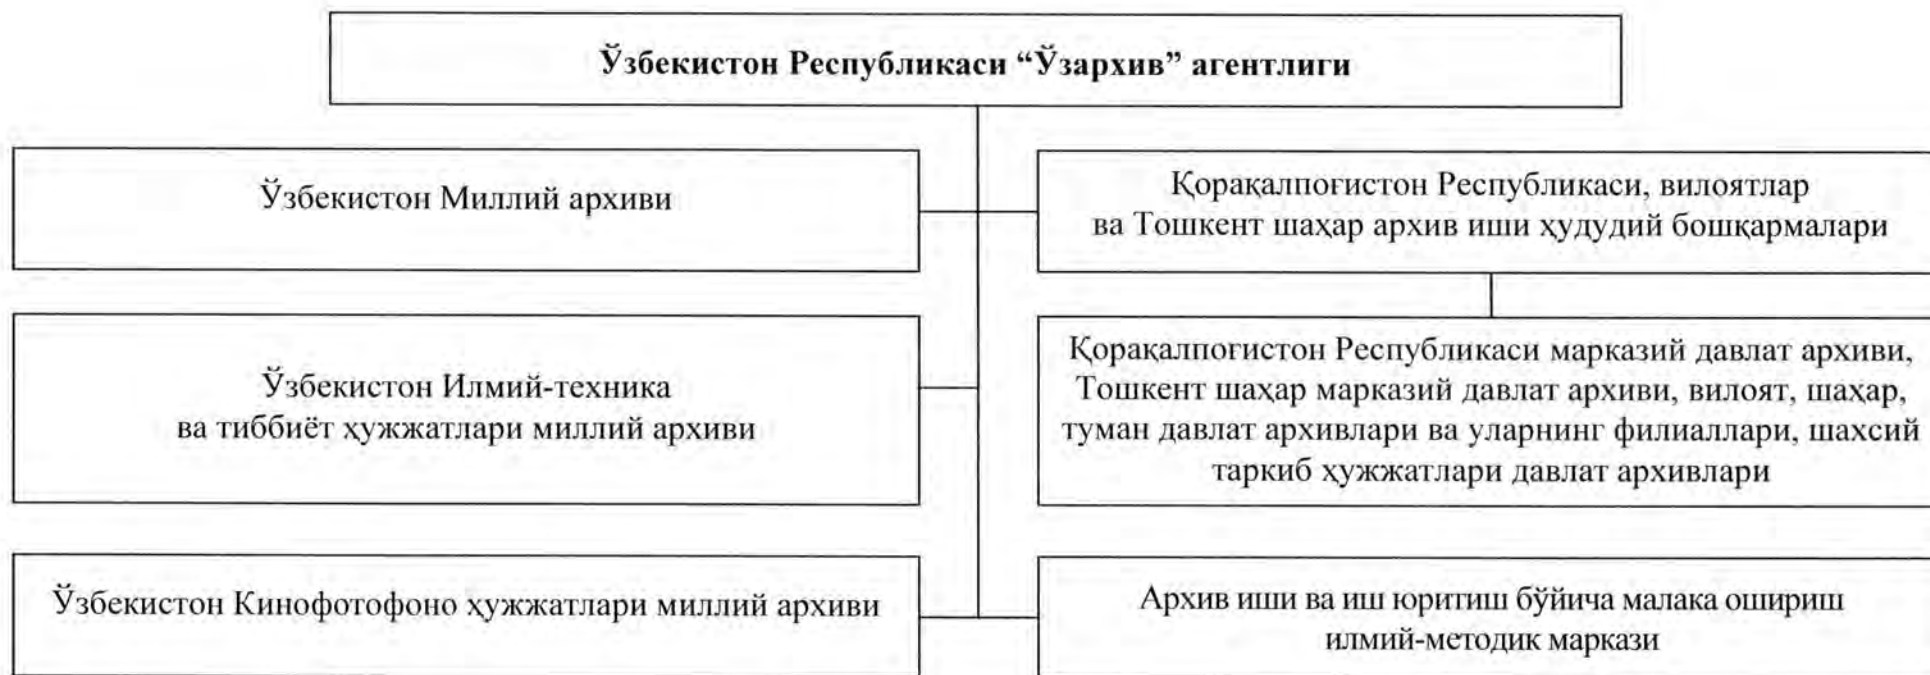 Ўзбекистон Республикаси “Ўзархив” агентлиги
Ўзбекистон Миллий архиви
Қорақалпоғистон Республикаси, вилоятлар
ва Тошкент шаҳар архив иши ҳудудий бошқармалари
Ўзбекистон Илмий-техника
ва тиббиёт ҳужжатлари миллий архиви
Қорақалпоғистон Республикаси марказий давлат архиви,
Тошкент шаҳар марказий давлат архиви, вилоят, шаҳар,
туман давлат архивлари ва уларнинг филиаллари, шахсий
таркиб ҳужжатлари давлат архивлари
Ўзбекистон Кинофотофоно ҳужжатлари миллий архиви
Архив иши ва иш юритиш бўйича малака ошириш
илмий-методик маркази